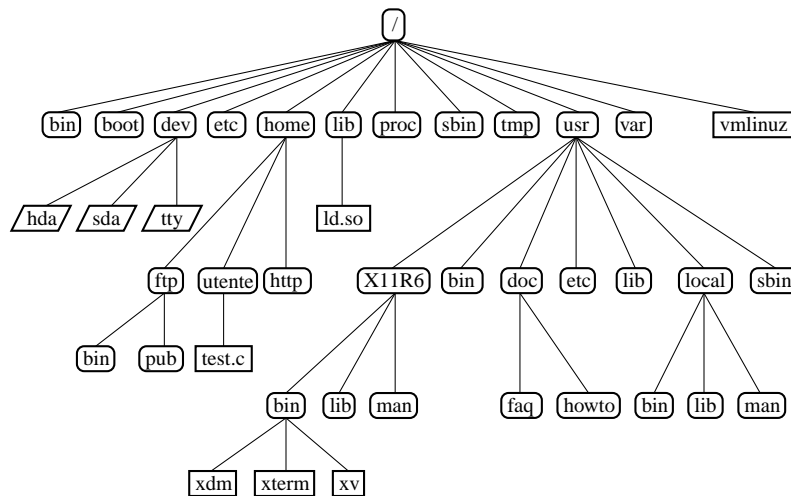 /
bin boot dev etc home lib proc sbin tmp usr var vmlinuz
hda sda tty ld.so
ftp utente http X11R6 bin doc etc lib local sbin
bin pub test.c
bin lib man faq howto bin lib man
xdm xterm xv